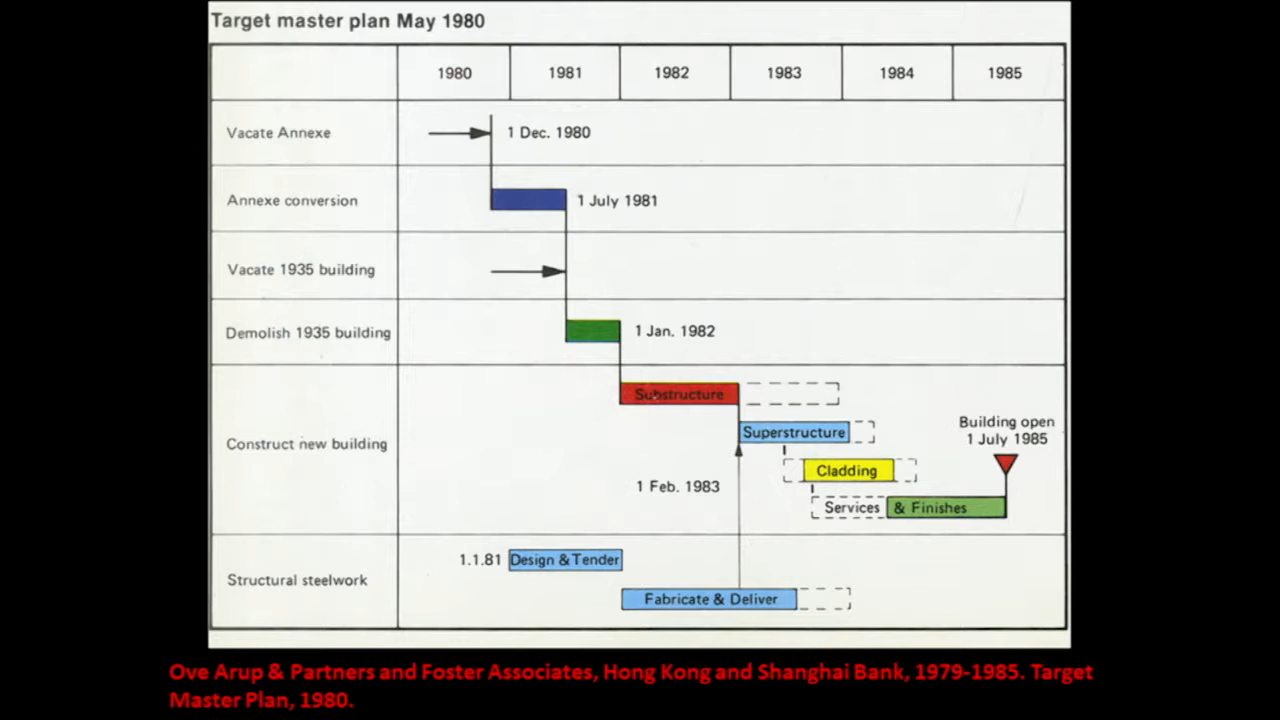 Target master plan May 1980
1980 1981 1982 1983 1984 1985
Vacate Annexe 1 Dec. 1980
Annexe conversion 1 July 1981
Vacate 1935 building
Demolish 1935 building 1 Jan. 1982
Substructure
Superstructure
Building open
1 July 1985
Construct new building
Cladding
1 Feb. 1983
Services & Finishes
1.1.81 Design & Tender
Structural steelwork
Fabricate & Deliver
Ove Arup & Partners and Foster Associates, Hong Kong and Shanghai Bank, 1979-1985. Target
Master Plan, 1980.